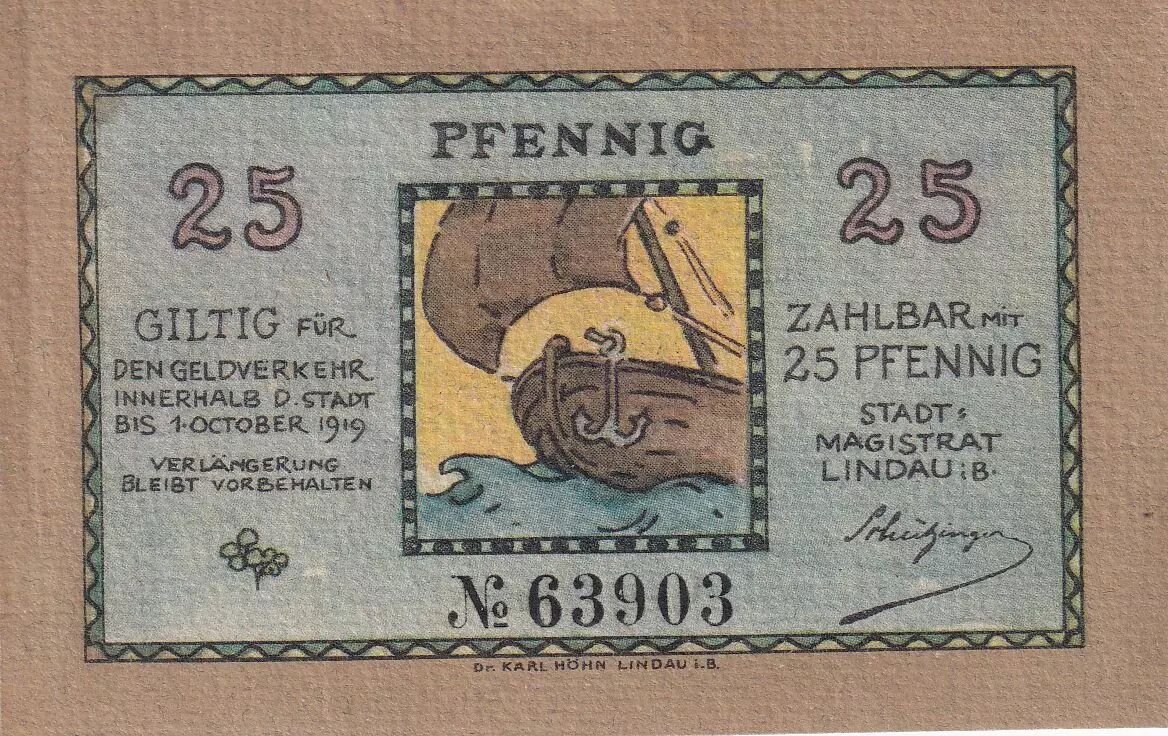 PFENNIG
25
25
GILTIG FÜR
DEN GELDVERKEHR
INNERHALB D. STADT
BIS 1·OCTOBER 1919
VERLÄNGERUNG
BLEIBT VORBEHALTEN
ZAHLBAR MIT
25 PFENNIG
STADT=
MAGISTRAT
LINDAU i.B.
№ 63903
Dr. KARL HÖHN LINDAU i.B.